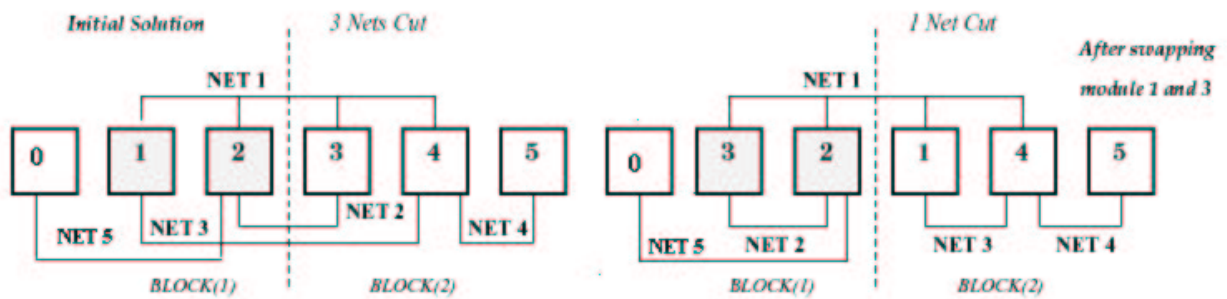 Initial Solution
3 Nets Cut
NET 1
0
1
2
3
4
5
NET 2
NET 3
NET 4
NET 5
BLOCK(1)
BLOCK(2)
1 Net Cut
After swapping
module 1 and 3
NET 1
0
3
2
1
4
5
NET 5
NET 2
NET 3
NET 4
BLOCK(1)
BLOCK(2)